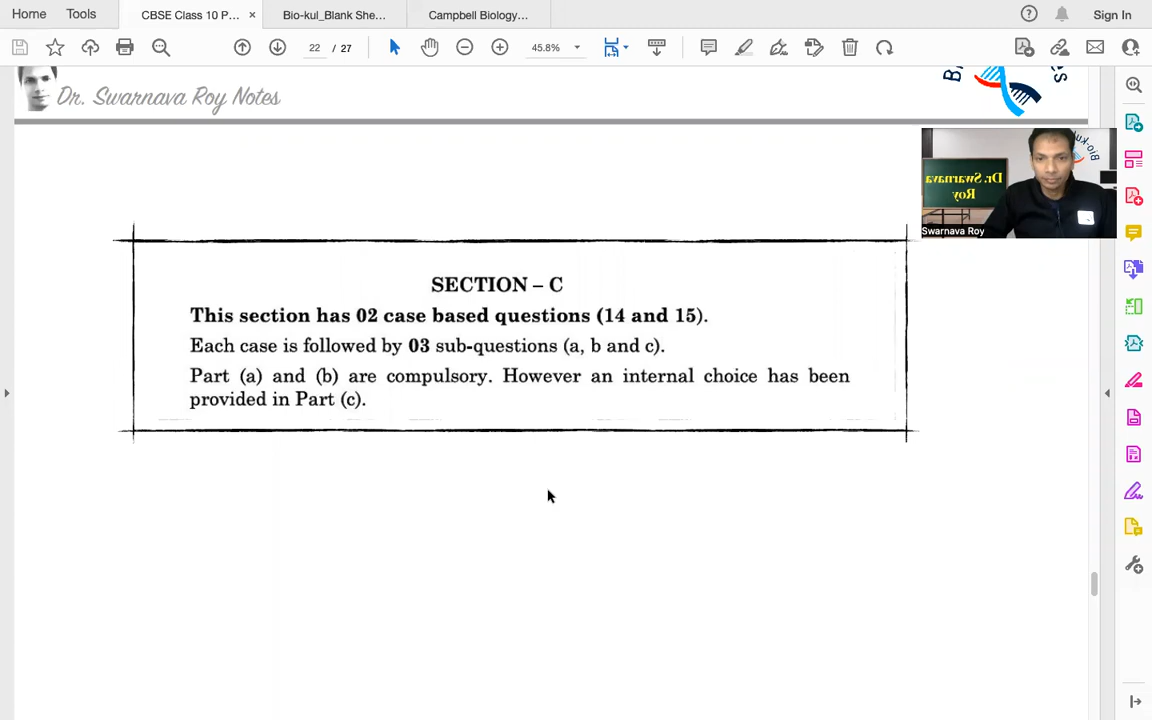 Home Tools CBSE Class 10 P... × Bio-kul_Blank She... Campbell Biology... Sign In
22 / 27 45.8%
Dr. Swarnava Roy Notes
Dr. Swarnava
Roy
Swarnava Roy
SECTION – C
This section has 02 case based questions (14 and 15).
Each case is followed by 03 sub-questions (a, b and c).
Part (a) and (b) are compulsory. However an internal choice has been
provided in Part (c).